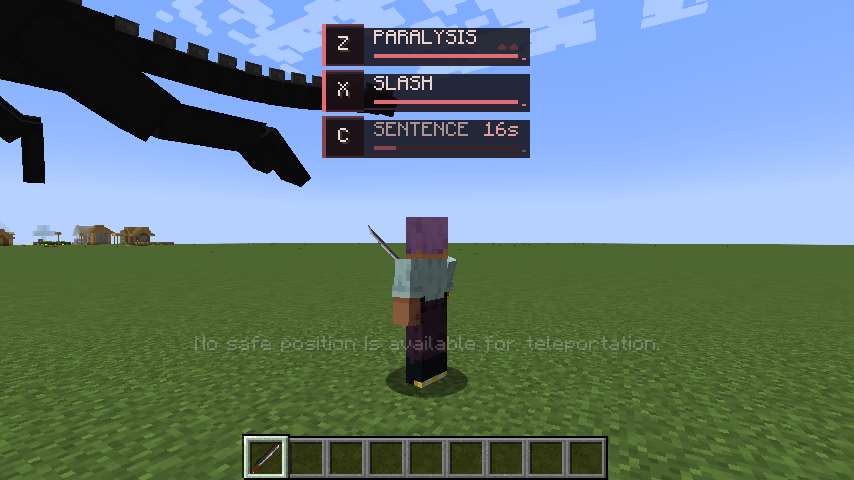 Z PARALYSIS
X SLASH
C SENTENCE 16s
No safe position is available for teleportation.